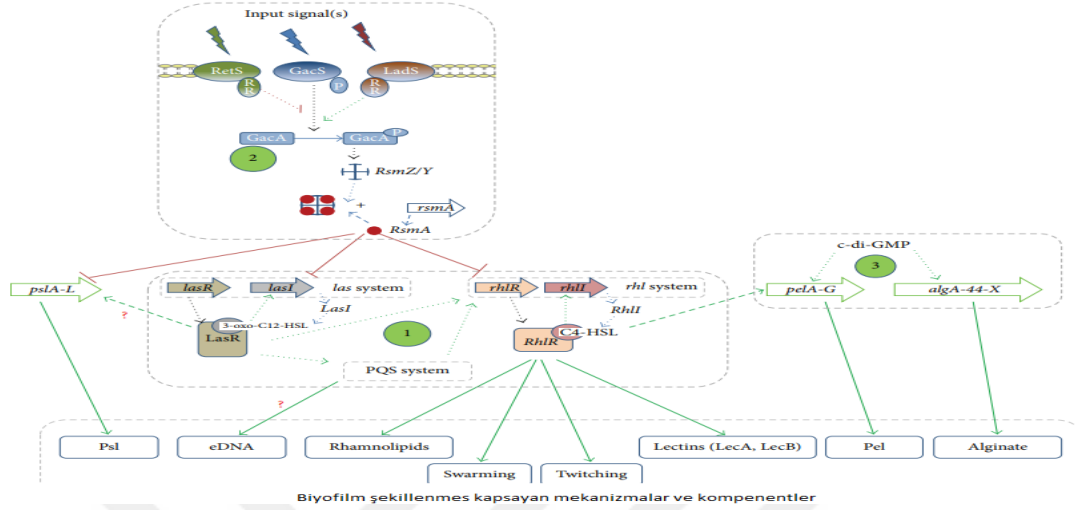 Input signal(s)
RetS
GacS
LadS
R
R
P
R
R
GacA
GacA
P
2
RsmZ/Y
+
rsmA
RsmA
c-di-GMP
3
pslA-L
lasR
lasI
las system
rhlR
rhlI
rhl system
pelA-G
algA-44-X
?
LasI
RhlI
3-oxo-C12-HSL
LasR
1
C4-HSL
RhlR
PQS system
?
Psl
eDNA
Rhamnolipids
Lectins (LecA, LecB)
Pel
Alginate
Swarming
Twitching
Biyofilm şekillenmes kapsayan mekanizmalar ve kompenentler